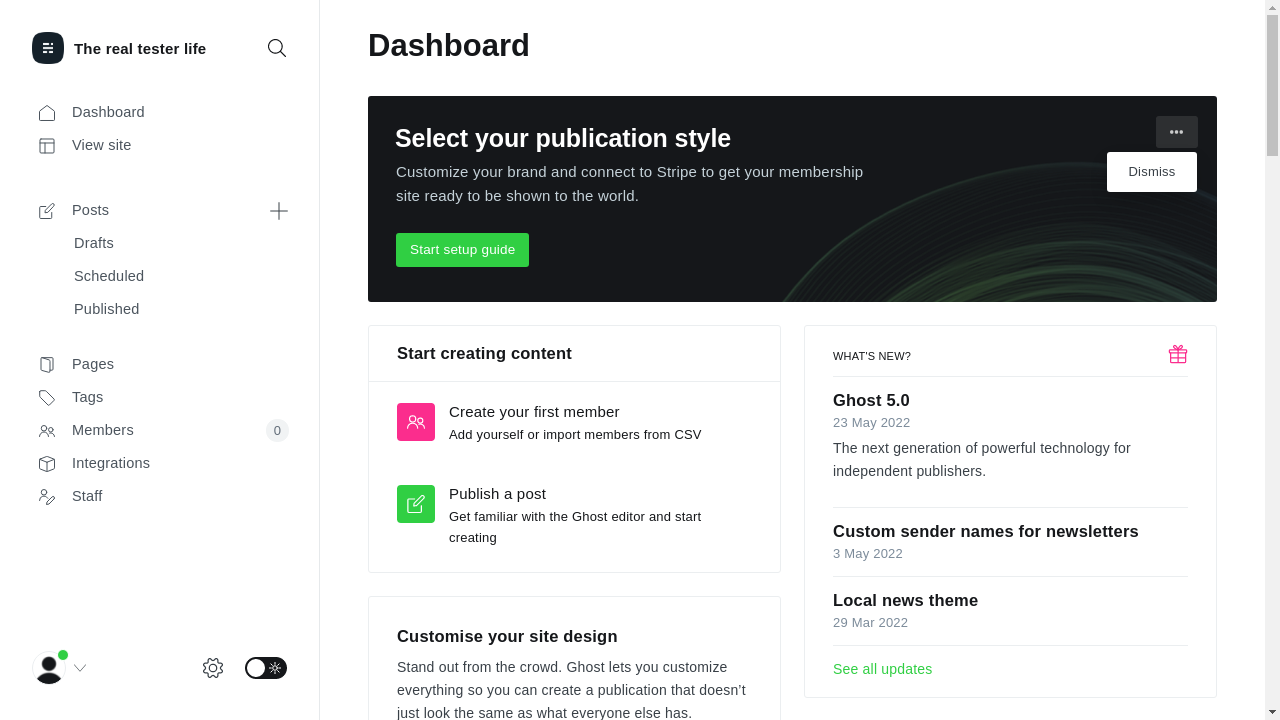 The real tester life
Dashboard
View site
Posts
Drafts
Scheduled
Published
Pages
Tags
Members
0
Integrations
Staff
Dashboard
Select your publication style
Customize your brand and connect to Stripe to get your membership
site ready to be shown to the world.
Start setup guide
Dismiss
Start creating content
Create your first member
Add yourself or import members from CSV
Publish a post
Get familiar with the Ghost editor and start
creating
Customise your site design
Stand out from the crowd. Ghost lets you customize
everything so you can create a publication that doesn’t
just look the same as what everyone else has.
WHAT'S NEW?
Ghost 5.0
23 May 2022
The next generation of powerful technology for
independent publishers.
Custom sender names for newsletters
3 May 2022
Local news theme
29 Mar 2022
See all updates